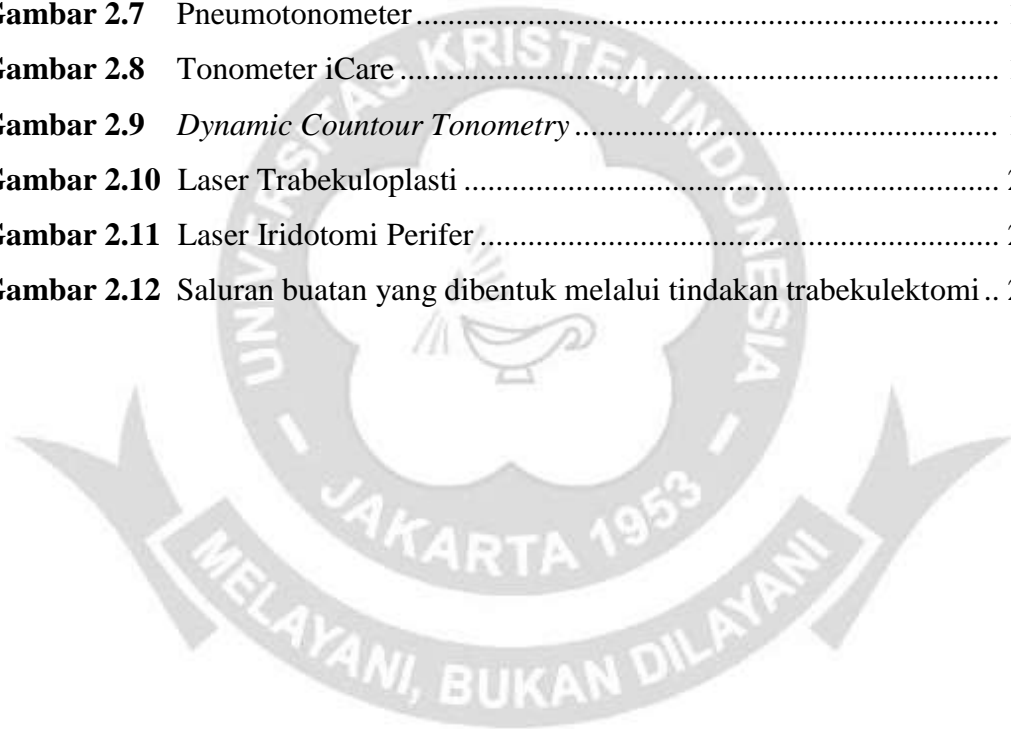 Gambar 2.7 Pneumotonometer
Gambar 2.8 Tonometer iCare
Gambar 2.9 Dynamic Countour Tonometry
Gambar 2.10 Laser Trabekuloplasti
Gambar 2.11 Laser Iridotomi Perifer
Gambar 2.12 Saluran buatan yang dibentuk melalui tindakan trabekulektomi
UNIVERSITAS KRISTEN INDONESIA
JAKARTA 1953
MELAYANI, BUKAN DILAYANI